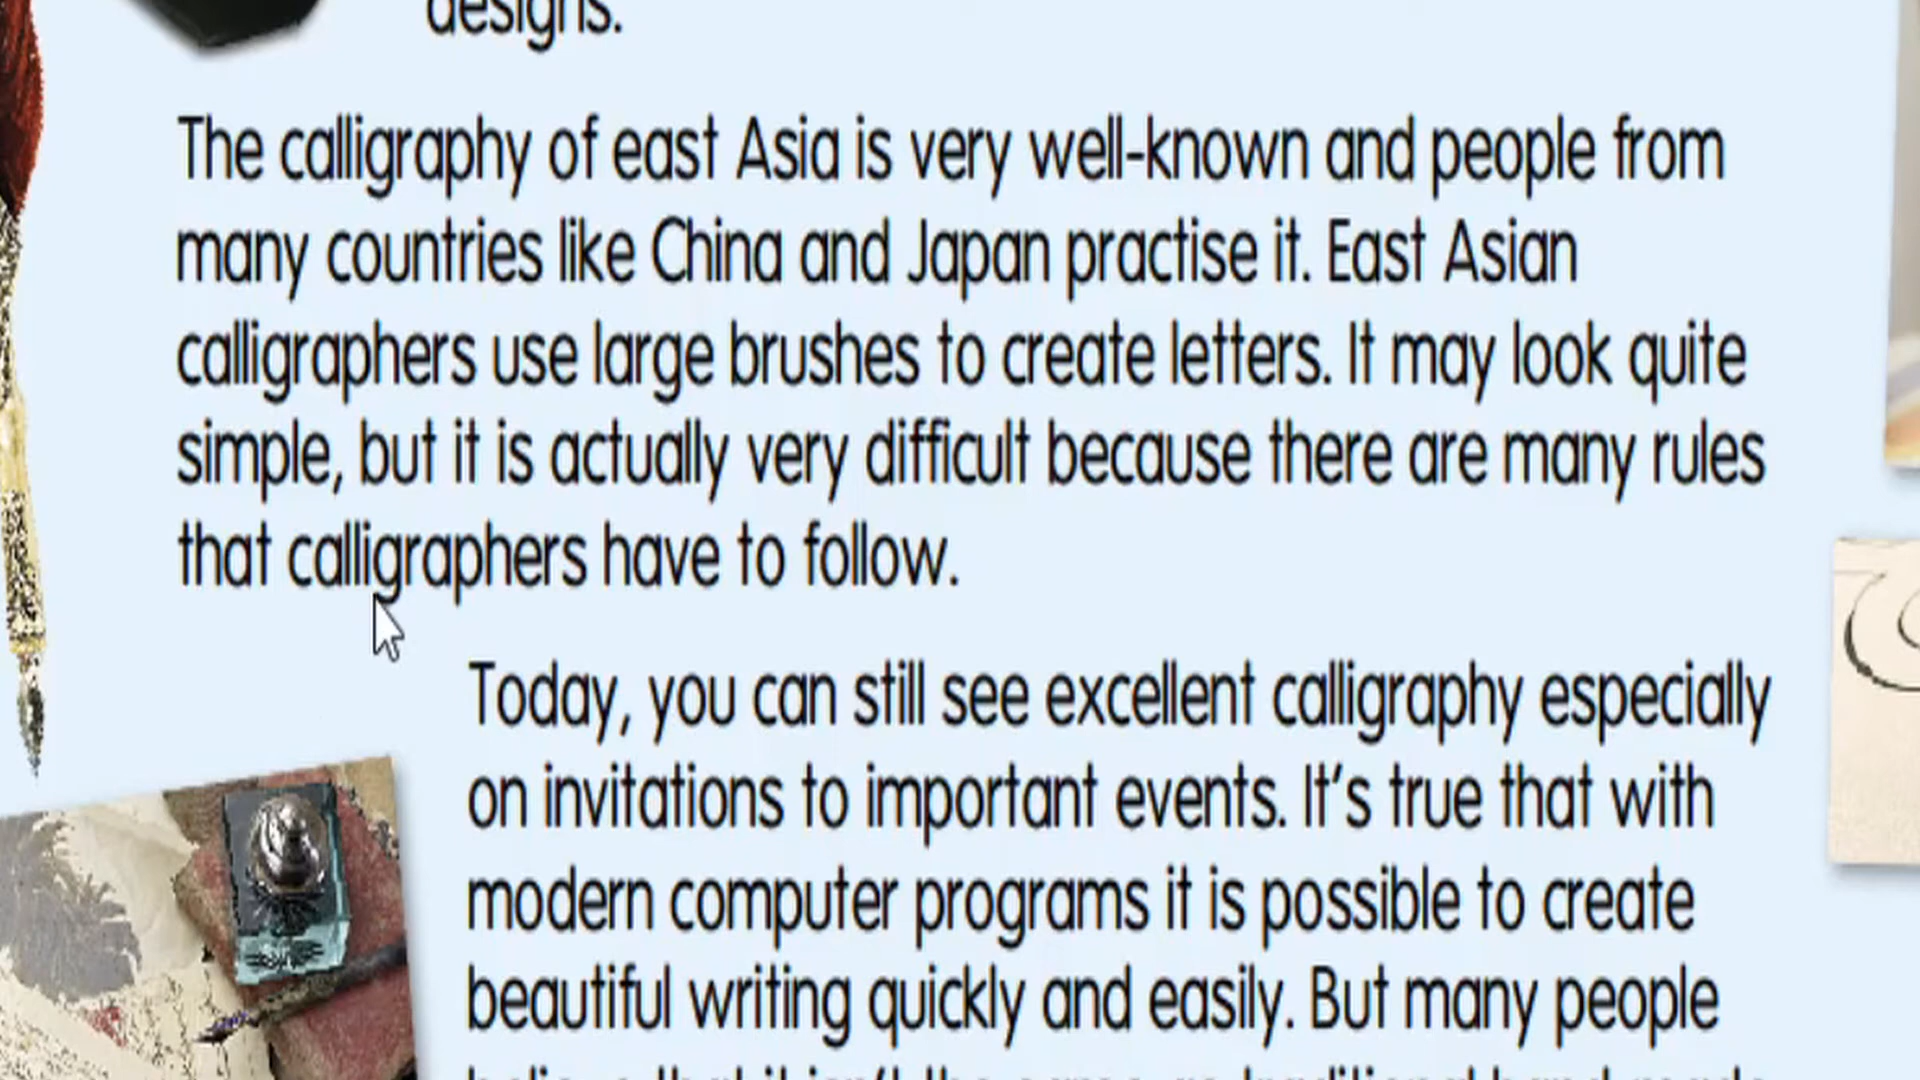 designs.
The calligraphy of east Asia is very well-known and people from
many countries like China and Japan practise it. East Asian
calligraphers use large brushes to create letters. It may look quite
simple, but it is actually very difficult because there are many rules
that calligraphers have to follow.
Today, you can still see excellent calligraphy especially
on invitations to important events. It's true that with
modern computer programs it is possible to create
beautiful writing quickly and easily. But many people